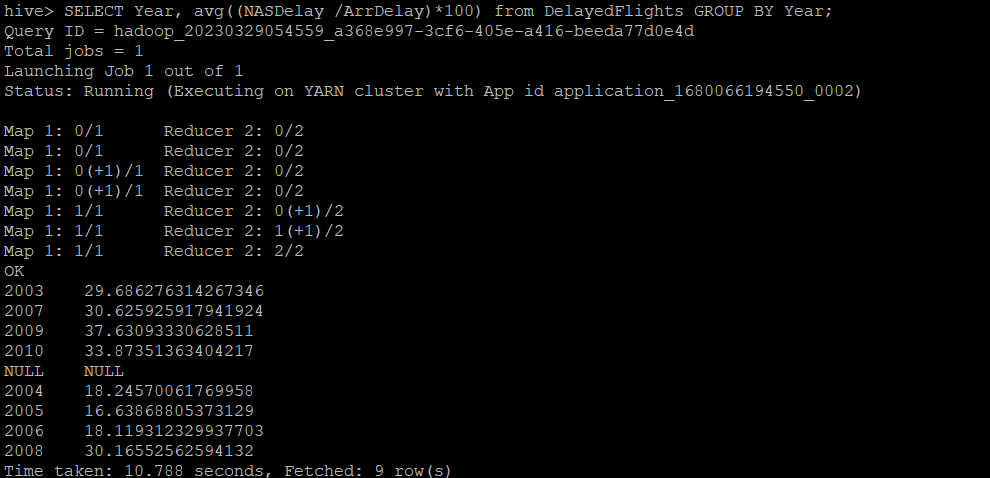 hive> SELECT Year, avg((NASDelay /ArrDelay)*100) from DelayedFlights GROUP BY Year;
Query ID = hadoop_20230329054559_a368e997-3cf6-405e-a416-beeda77d0e4d
Total jobs = 1
Launching Job 1 out of 1
Status: Running (Executing on YARN cluster with App id application_1680066194550_0002)
Map 1: 0/1 Reducer 2: 0/2
Map 1: 0/1 Reducer 2: 0/2
Map 1: 0(+1)/1 Reducer 2: 0/2
Map 1: 0(+1)/1 Reducer 2: 0/2
Map 1: 1/1 Reducer 2: 0(+1)/2
Map 1: 1/1 Reducer 2: 1(+1)/2
Map 1: 1/1 Reducer 2: 2/2
OK
2003 29.686276314267346
2007 30.625925917941924
2009 37.63093330628511
2010 33.87351363404217
NULL NULL
2004 18.24570061769958
2005 16.63868805373129
2006 18.119312329937703
2008 30.16552562594132
Time taken: 10.788 seconds, Fetched: 9 row(s)